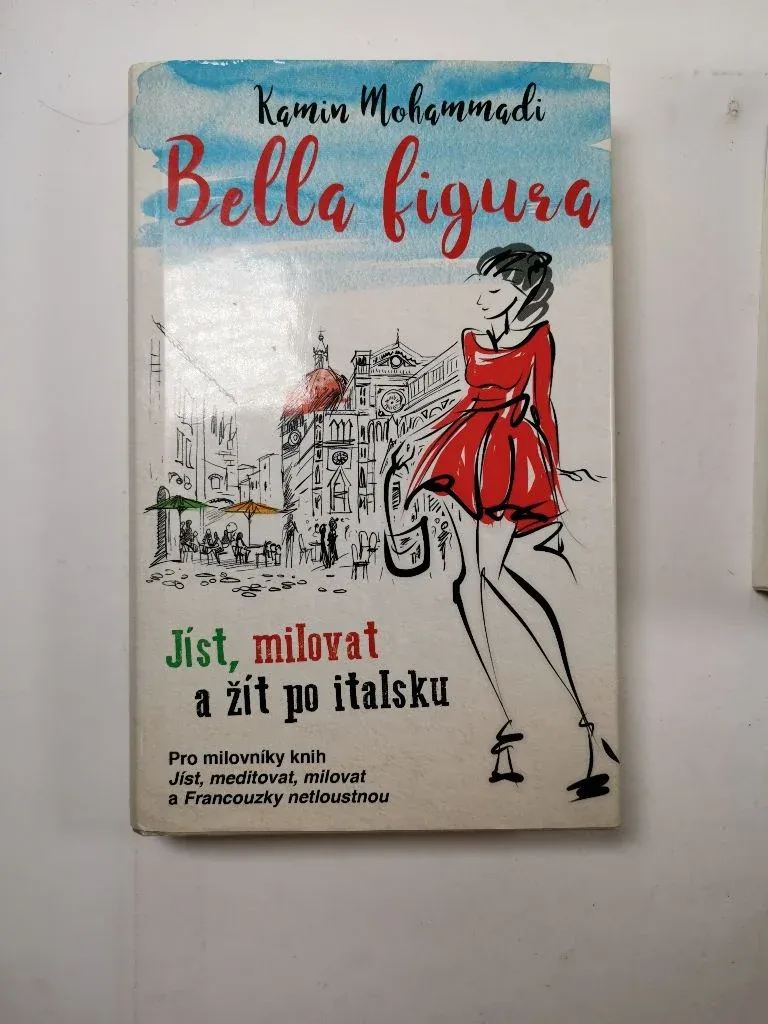 Kamin Mohammadi
Bella figura
Jíst, milovat
a žít po italsku
Pro milovníky knih
Jíst, meditovat, milovat
a Francouzky netloustnou